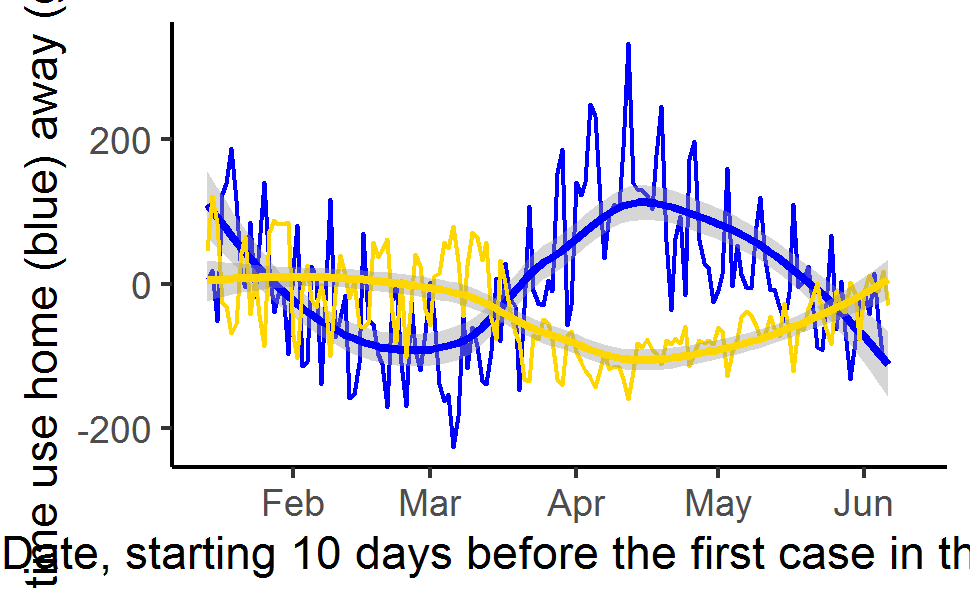 time use home (blue) away (g
200
0
-200
Feb Mar Apr May Jun
Date, starting 10 days before the first case in th